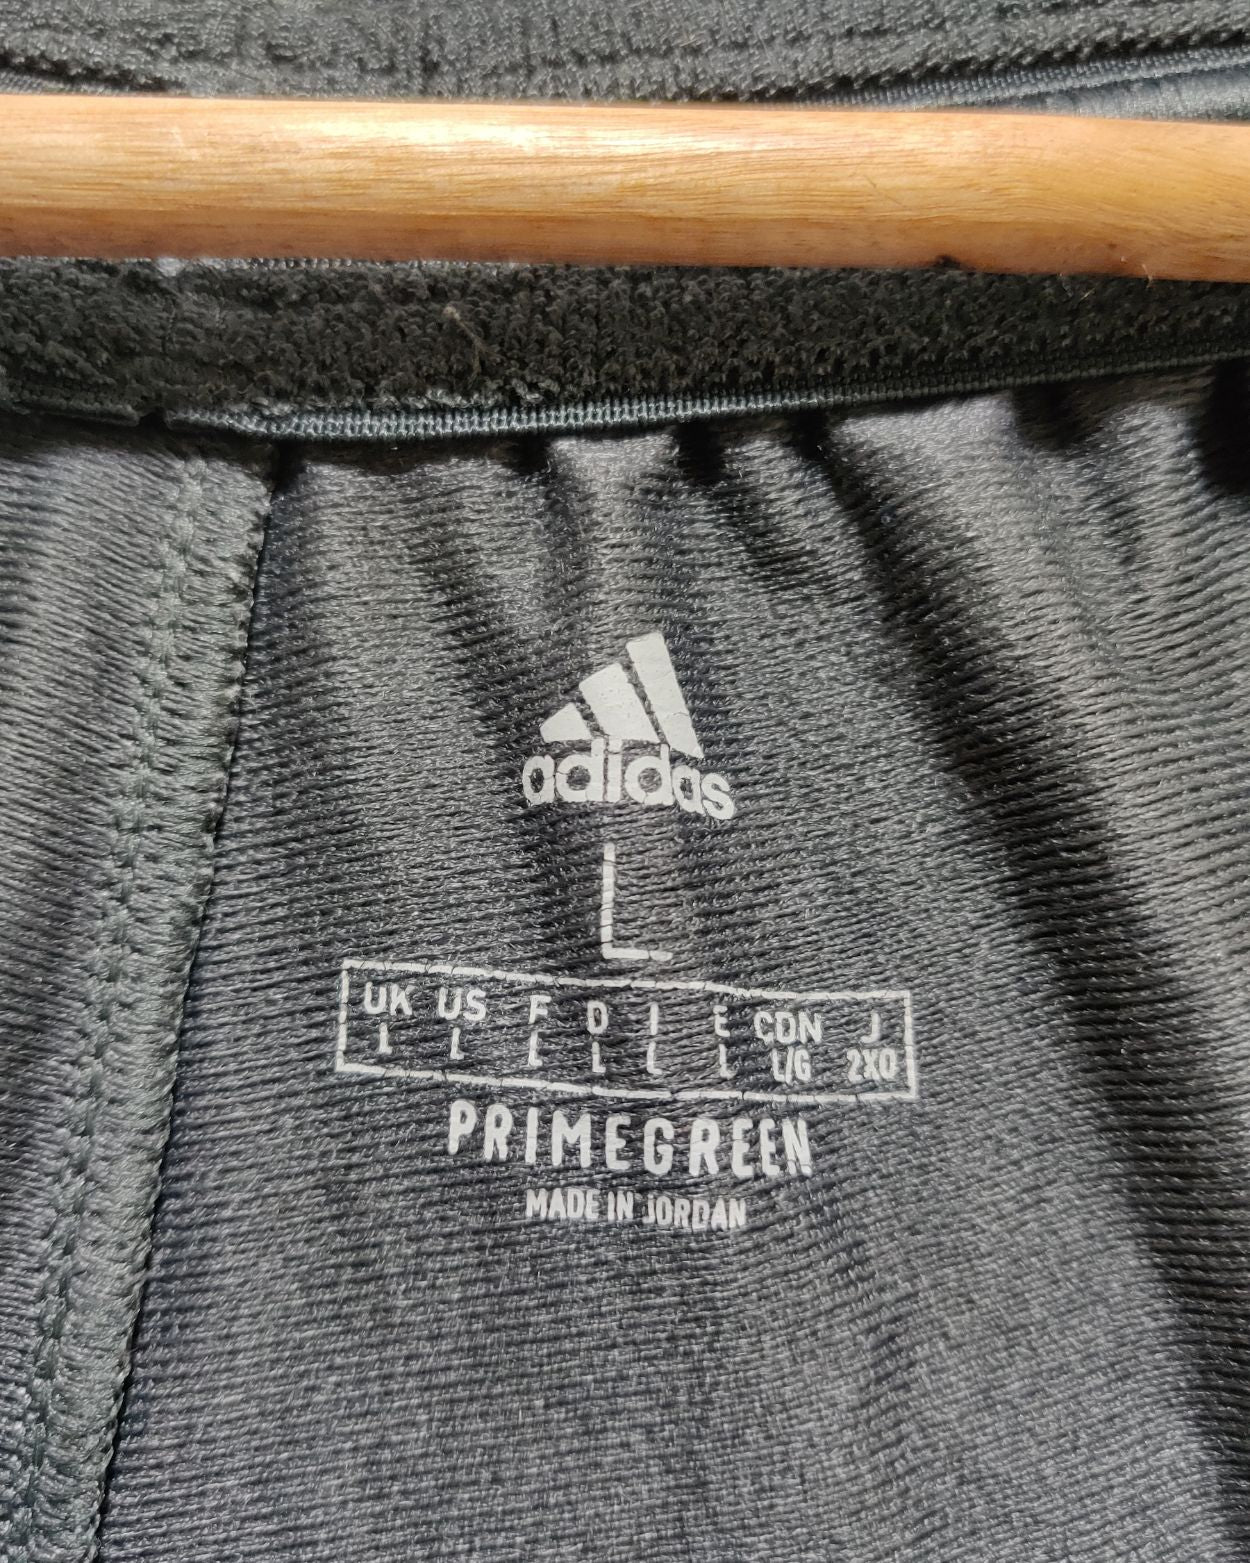 adidas
L
UK US F D I E CDN J
L L L L L L L/G 2XO
PRIMEGREEN
MADE IN JORDAN